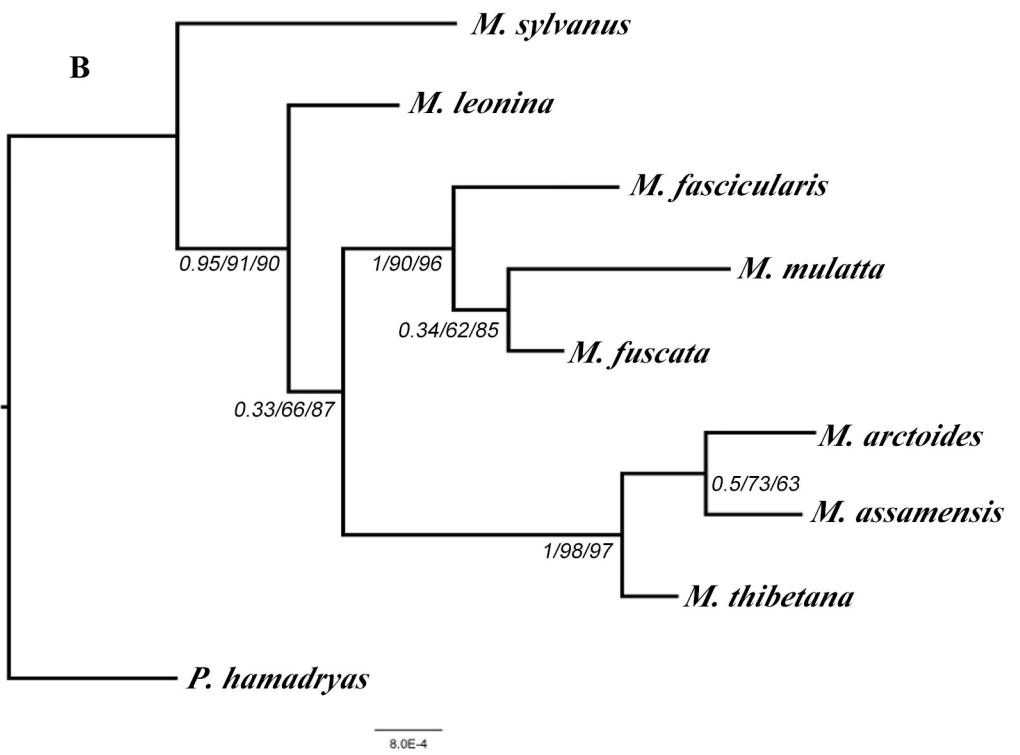 M. sylvanus
B
M. leonina
M. fascicularis
0.95/91/90
1/90/96
M. mulatta
0.34/62/85
M. fuscata
0.33/66/87
M. arctoides
0.5/73/63
M. assamensis
1/98/97
M. thibetana
P. hamadryas
8.0E-4